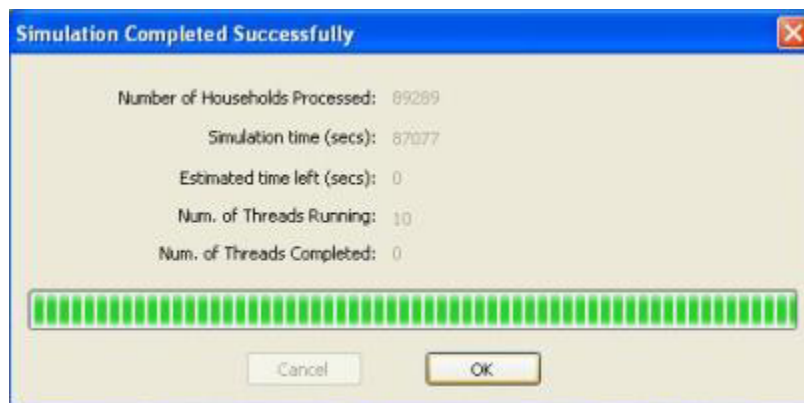 Simulation Completed Successfully
Number of Households Processed: 89289
Simulation time (secs): 87077
Estimated time left (secs): 0
Num. of Threads Running: 10
Num. of Threads Completed: 0
Cancel OK